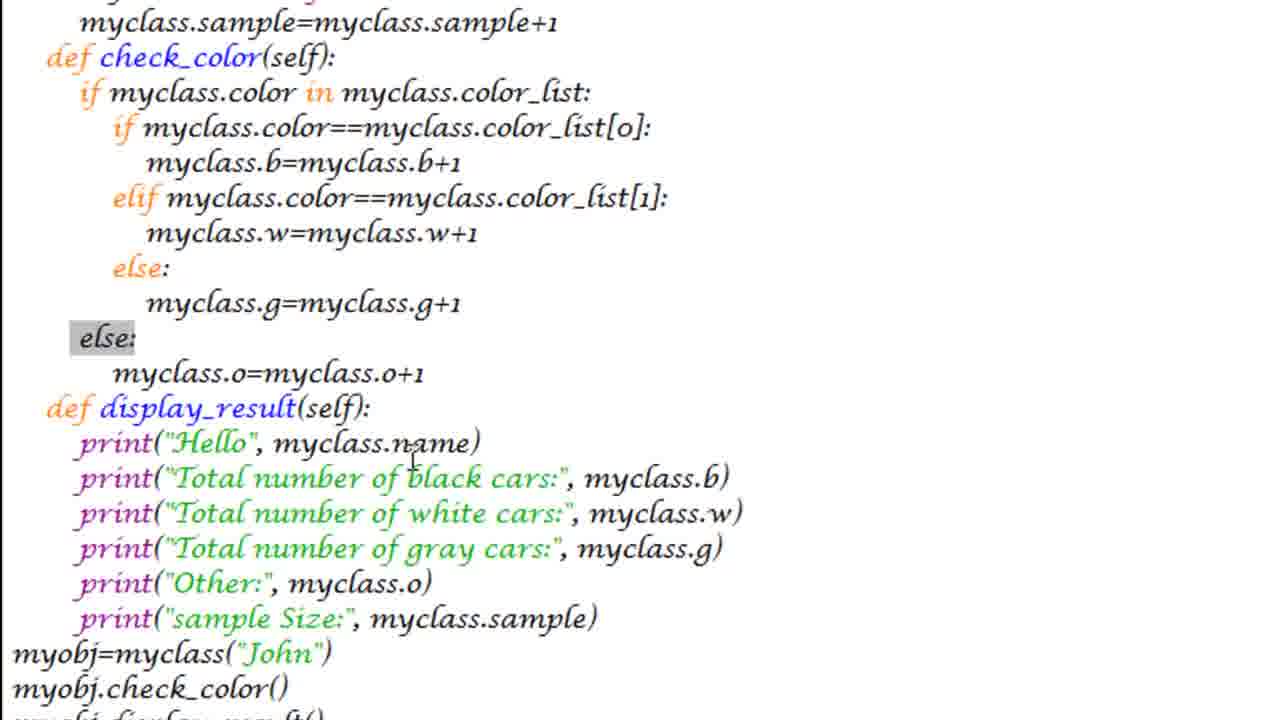 myclass.sample=myclass.sample+1
def check_color(self):
if myclass.color in myclass.color_list:
if myclass.color==myclass.color_list[0]:
myclass.b=myclass.b+1
elif myclass.color==myclass.color_list[1]:
myclass.w=myclass.w+1
else:
myclass.g=myclass.g+1
else:
myclass.o=myclass.o+1
def display_result(self):
print("Hello", myclass.name)
print("Total number of black cars:", myclass.b)
print("Total number of white cars:", myclass.w)
print("Total number of gray cars:", myclass.g)
print("Other:", myclass.o)
print("sample Size:", myclass.sample)
myobj=myclass("John")
myobj.check_color()
myobj.display_result()